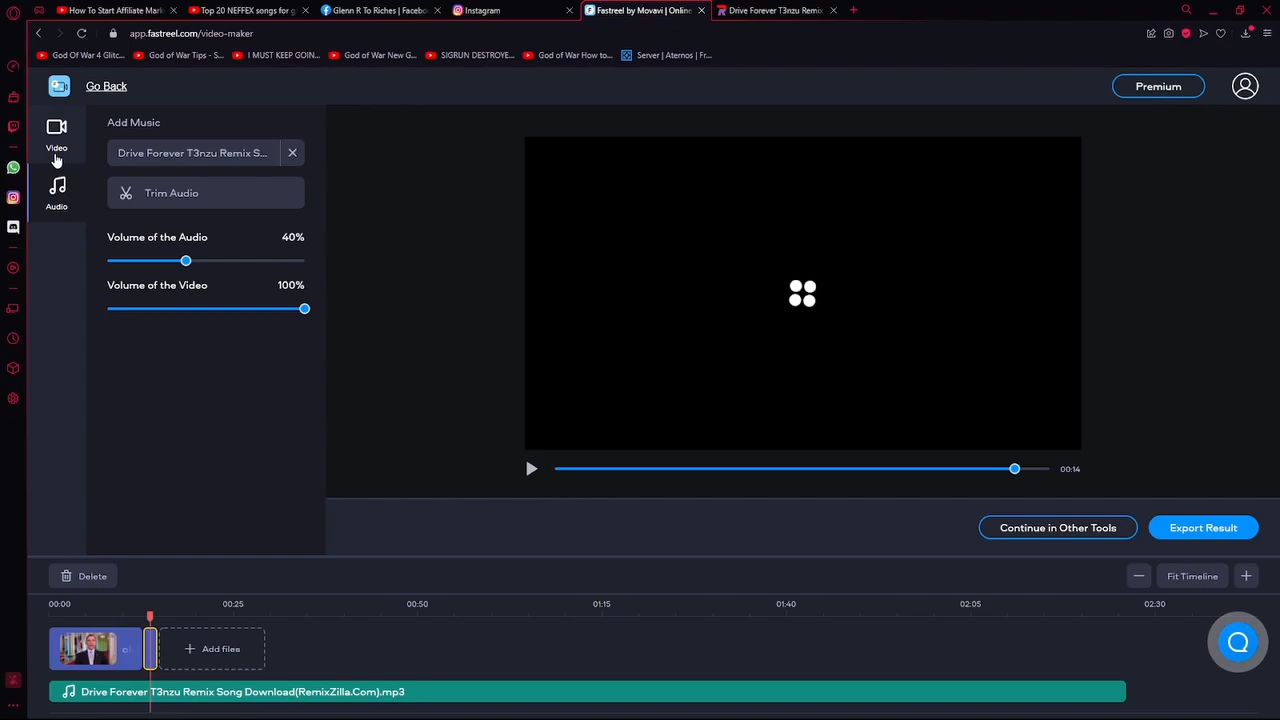 How To Start Affiliate Mark
Top 20 NEFFEX songs for g
Glenn R To Riches | Facebo
Instagram
Fastreel by Movavi | Online
Drive Forever T3nzu Remix
app.fastreel.com/video-maker
God Of War 4 Glitc...
God of War Tips - S...
I MUST KEEP GOIN...
God of War New G...
SIGRUN DESTROYE...
God of War How to...
Server | Aternos | Fr...
Go Back
Premium
Video
Audio
Add Music
Drive Forever T3nzu Remix S...
Trim Audio
Volume of the Audio 40%
Volume of the Video 100%
00:14
Continue in Other Tools
Export Result
Delete
Fit Timeline
00:00 00:25 00:50 01:15 01:40 02:05 02:30
Add files
Drive Forever T3nzu Remix Song Download(RemixZilla.Com).mp3